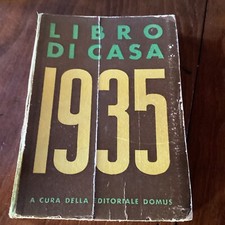 LIBRO
DI CASA
1935
A CURA DELLA EDITORIALE DOMUS